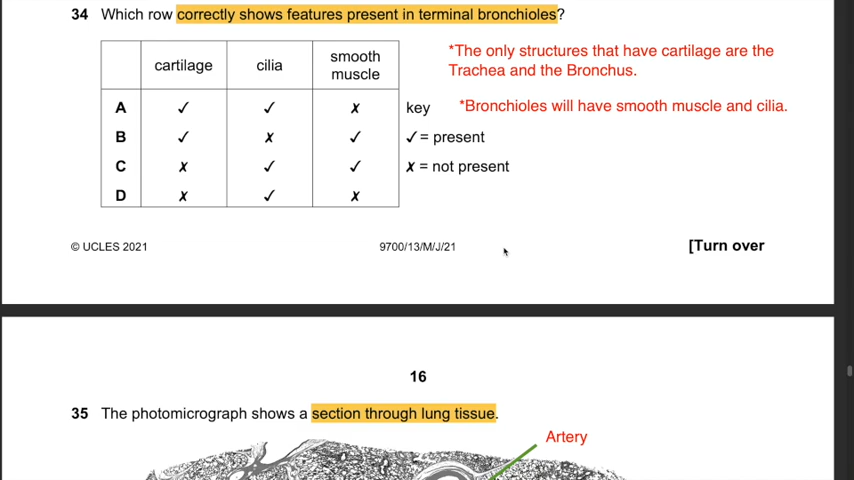 34 Which row correctly shows features present in terminal bronchioles?
cartilage cilia smooth muscle
*The only structures that have cartilage are the
Trachea and the Bronchus.
A ✓ ✓ ✗ key *Bronchioles will have smooth muscle and cilia.
B ✓ ✗ ✓ ✓ = present
C ✗ ✓ ✓ ✗ = not present
D ✗ ✓ ✗
© UCLES 2021 9700/13/M/J/21 [Turn over
16
35 The photomicrograph shows a section through lung tissue.
Artery